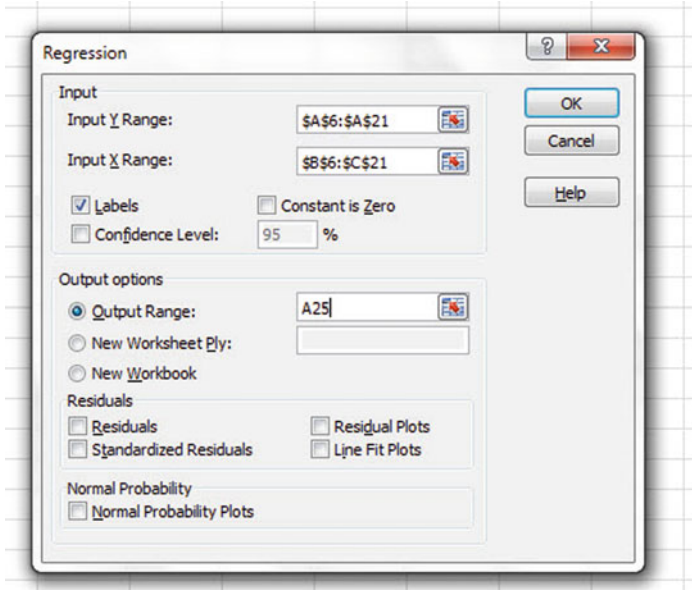 Regression
?
X
Input
Input Y Range: $A$6:$A$21
Input X Range: $B$6:$C$21
Labels
Constant is Zero
Confidence Level: 95 %
OK
Cancel
Help
Output options
Output Range: A25
New Worksheet Ply:
New Workbook
Residuals
Residuals
Residual Plots
Standardized Residuals
Line Fit Plots
Normal Probability
Normal Probability Plots